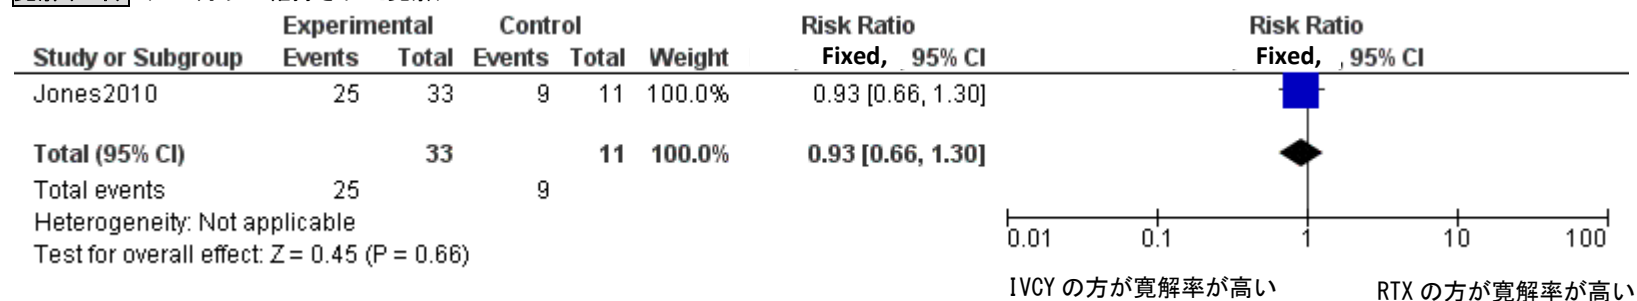 Experimental Control Risk Ratio Risk Ratio
Study or Subgroup Events Total Events Total Weight Fixed, 95% CI Fixed, , 95% CI
Jones2010 25 33 9 11 100.0% 0.93 [0.66, 1.30]
Total (95% CI) 33 11 100.0% 0.93 [0.66, 1.30]
Total events 25 9
Heterogeneity: Not applicable
Test for overall effect: Z = 0.45 (P = 0.66)
0.01 0.1 1 10 100
IVCY の方が寛解率が高い RTX の方が寛解率が高い